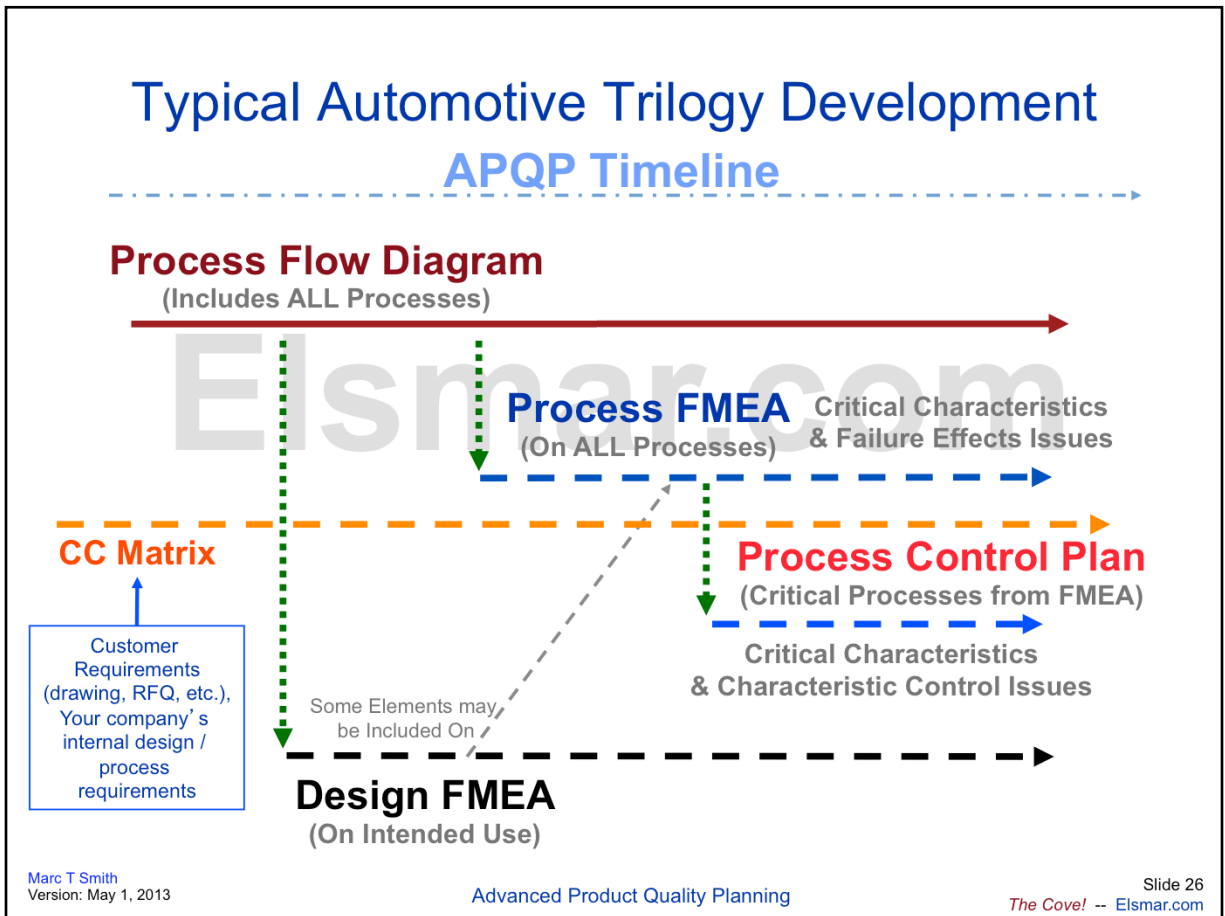 Typical Automotive Trilogy Development
APQP Timeline
Process Flow Diagram
(Includes ALL Processes)
Elsmar.com
Process FMEA
(On ALL Processes)
Critical Characteristics
& Failure Effects Issues
CC Matrix
Customer
Requirements
(drawing, RFQ, etc.),
Your company’s
internal design /
process
requirements
Process Control Plan
(Critical Processes from FMEA)
Critical Characteristics
& Characteristic Control Issues
Some Elements may
be Included On
Design FMEA
(On Intended Use)
Marc T Smith
Version: May 1, 2013
Advanced Product Quality Planning
Slide 26
The Cove! -- Elsmar.com